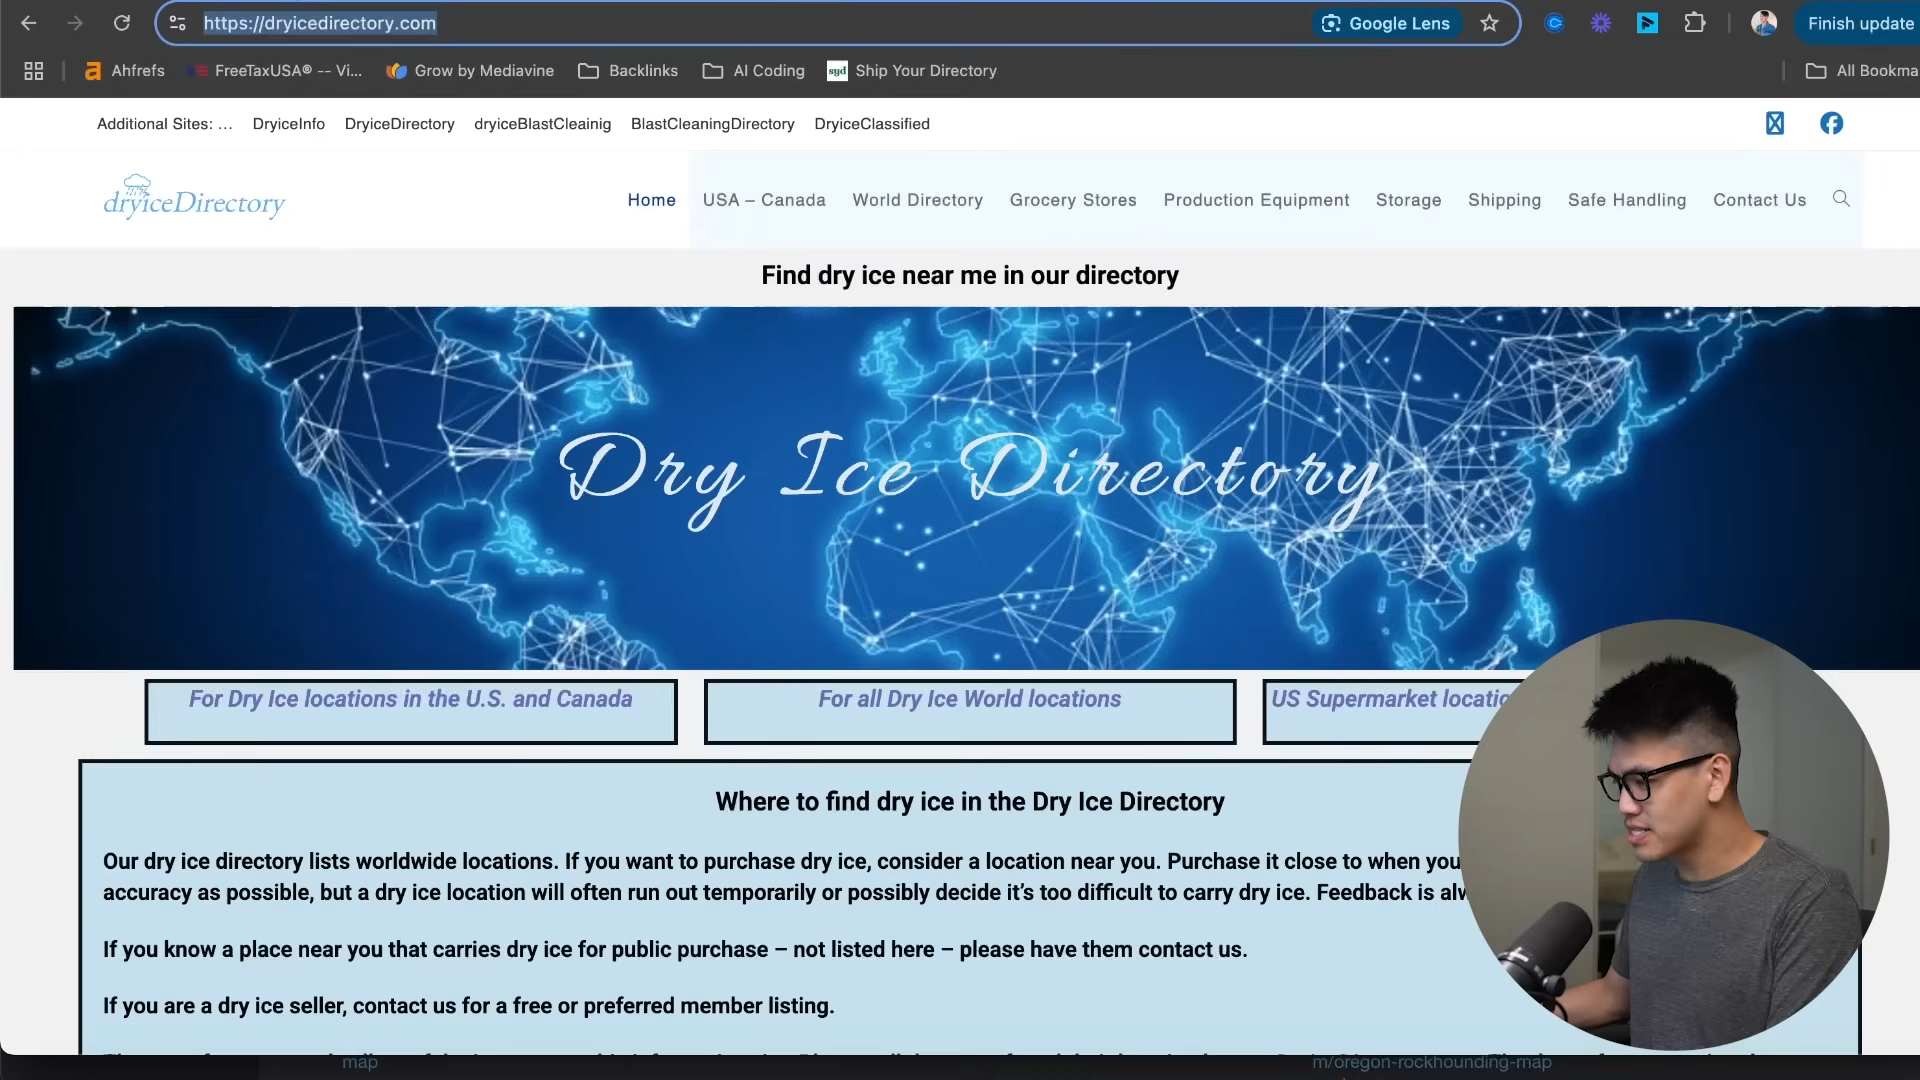 https://dryicedirectory.com
Google Lens
Finish update
Ahfrefs
FreeTaxUSA® -- Vi...
Grow by Mediavine
Backlinks
AI Coding
syd
Ship Your Directory
All Bookma
Additional Sites: ...
DryiceInfo
DryiceDirectory
dryiceBlastCleainig
BlastCleaningDirectory
DryiceClassified
dryiceDirectory
Home
USA – Canada
World Directory
Grocery Stores
Production Equipment
Storage
Shipping
Safe Handling
Contact Us
Find dry ice near me in our directory
Dry Ice Directory
For Dry Ice locations in the U.S. and Canada
For all Dry Ice World locations
US Supermarket locatio
Where to find dry ice in the Dry Ice Directory
Our dry ice directory lists worldwide locations. If you want to purchase dry ice, consider a location near you. Purchase it close to when you
accuracy as possible, but a dry ice location will often run out temporarily or possibly decide it's too difficult to carry dry ice. Feedback is alw
If you know a place near you that carries dry ice for public purchase – not listed here – please have them contact us.
If you are a dry ice seller, contact us for a free or preferred member listing.
map
m/oregon-rockhounding-map